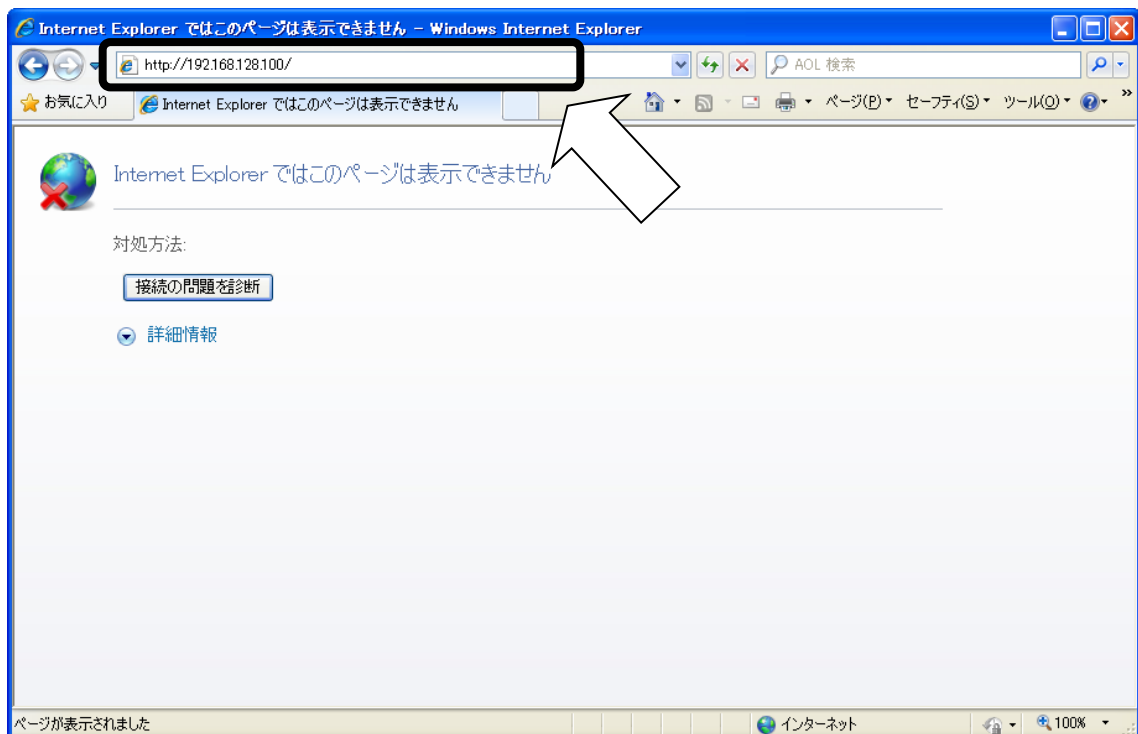 Internet Explorer ではこのページは表示できません - Windows Internet Explorer
http://192.168.128.100/
AOL 検索
お気に入り
Internet Explorer ではこのページは表示できません
ページ(P)
セーフティ(S)
ツール(O)
Internet Explorer ではこのページは表示できません
対処方法:
接続の問題を診断
詳細情報
ページが表示されました
インターネット
100%